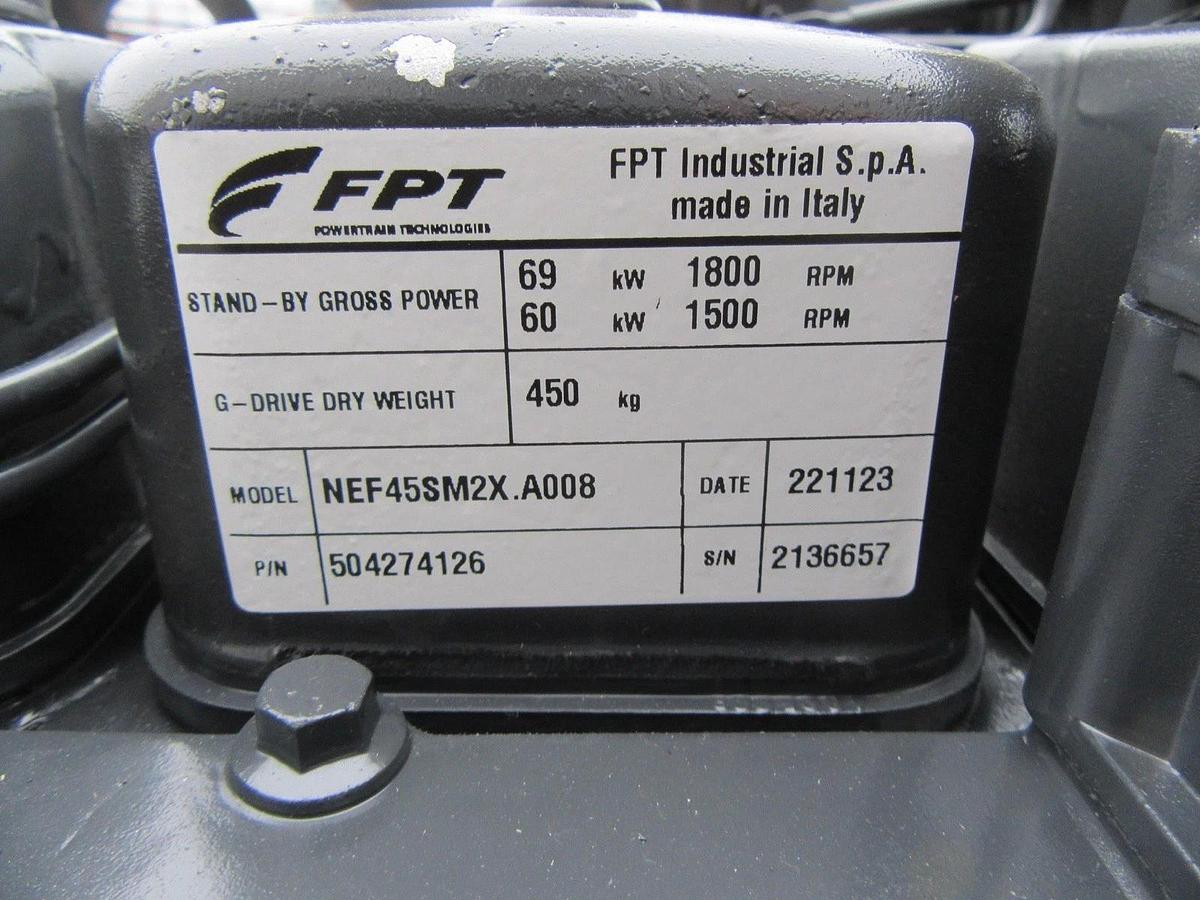 FPT
POWERTRAIN TECHNOLOGIES
FPT Industrial S.p.A.
made in Italy
STAND-BY GROSS POWER
69 kW 1800 RPM
60 kW 1500 RPM
G-DRIVE DRY WEIGHT 450 kg
MODEL NEF45SM2X.A008 DATE 221123
P/N 504274126 S/N 2136657